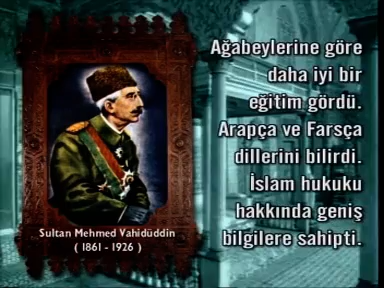 Ağabeylerine göre
daha iyi bir
eğitim gördü.
Arapça ve Farsça
dillerini bilirdi.
İslam hukuku
hakkında geniş
bilgilere sahipti.
Sultan Mehmed Vahidüddin
( 1861 - 1926 )